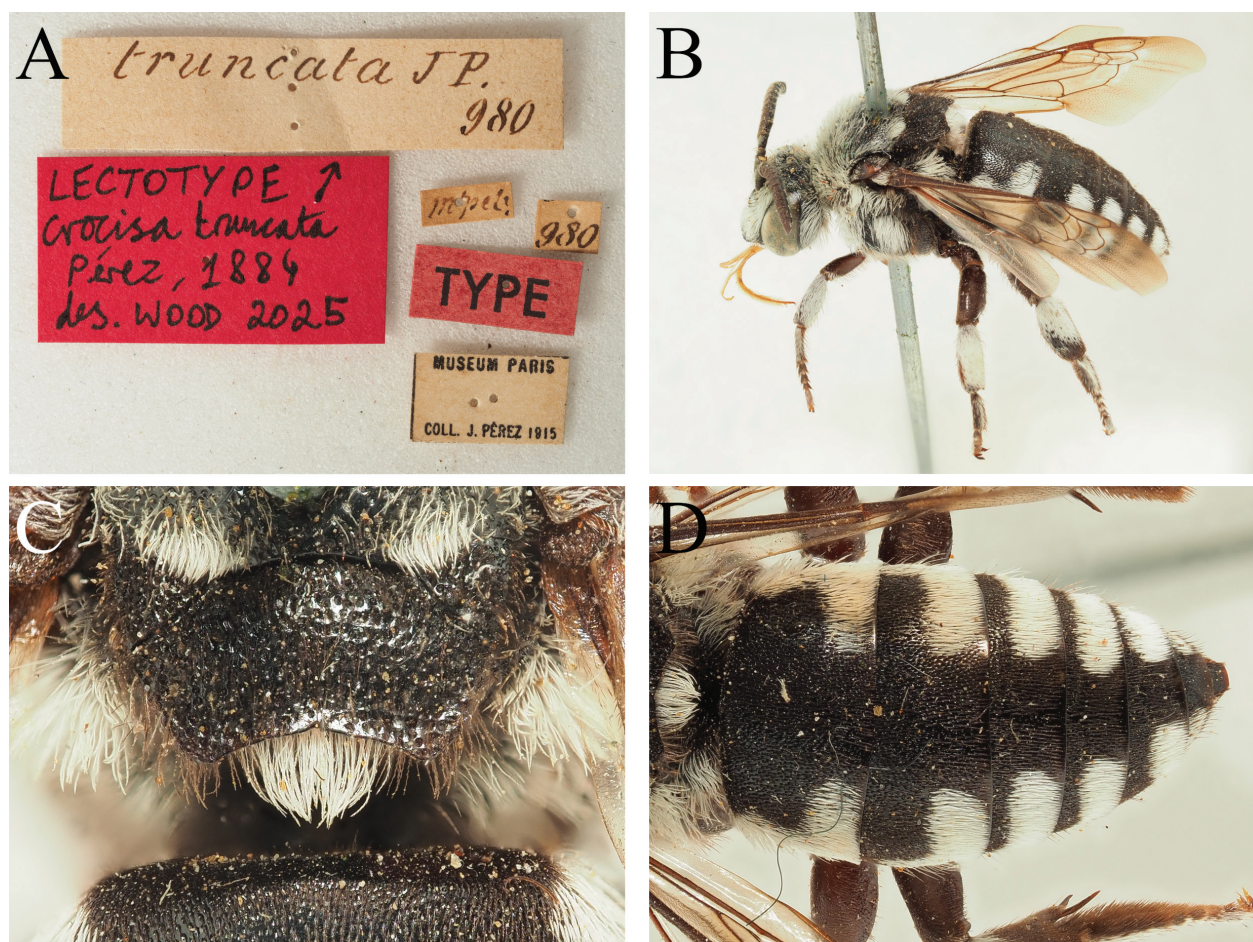 A
truncata J P.
980
LECTOTYPE ↗
Crocisa truncata
Pérez, 1884
des. WOOD 2025
980
TYPE
MUSEUM PARIS
COLL. J. PÉREZ 1915
B
C
D